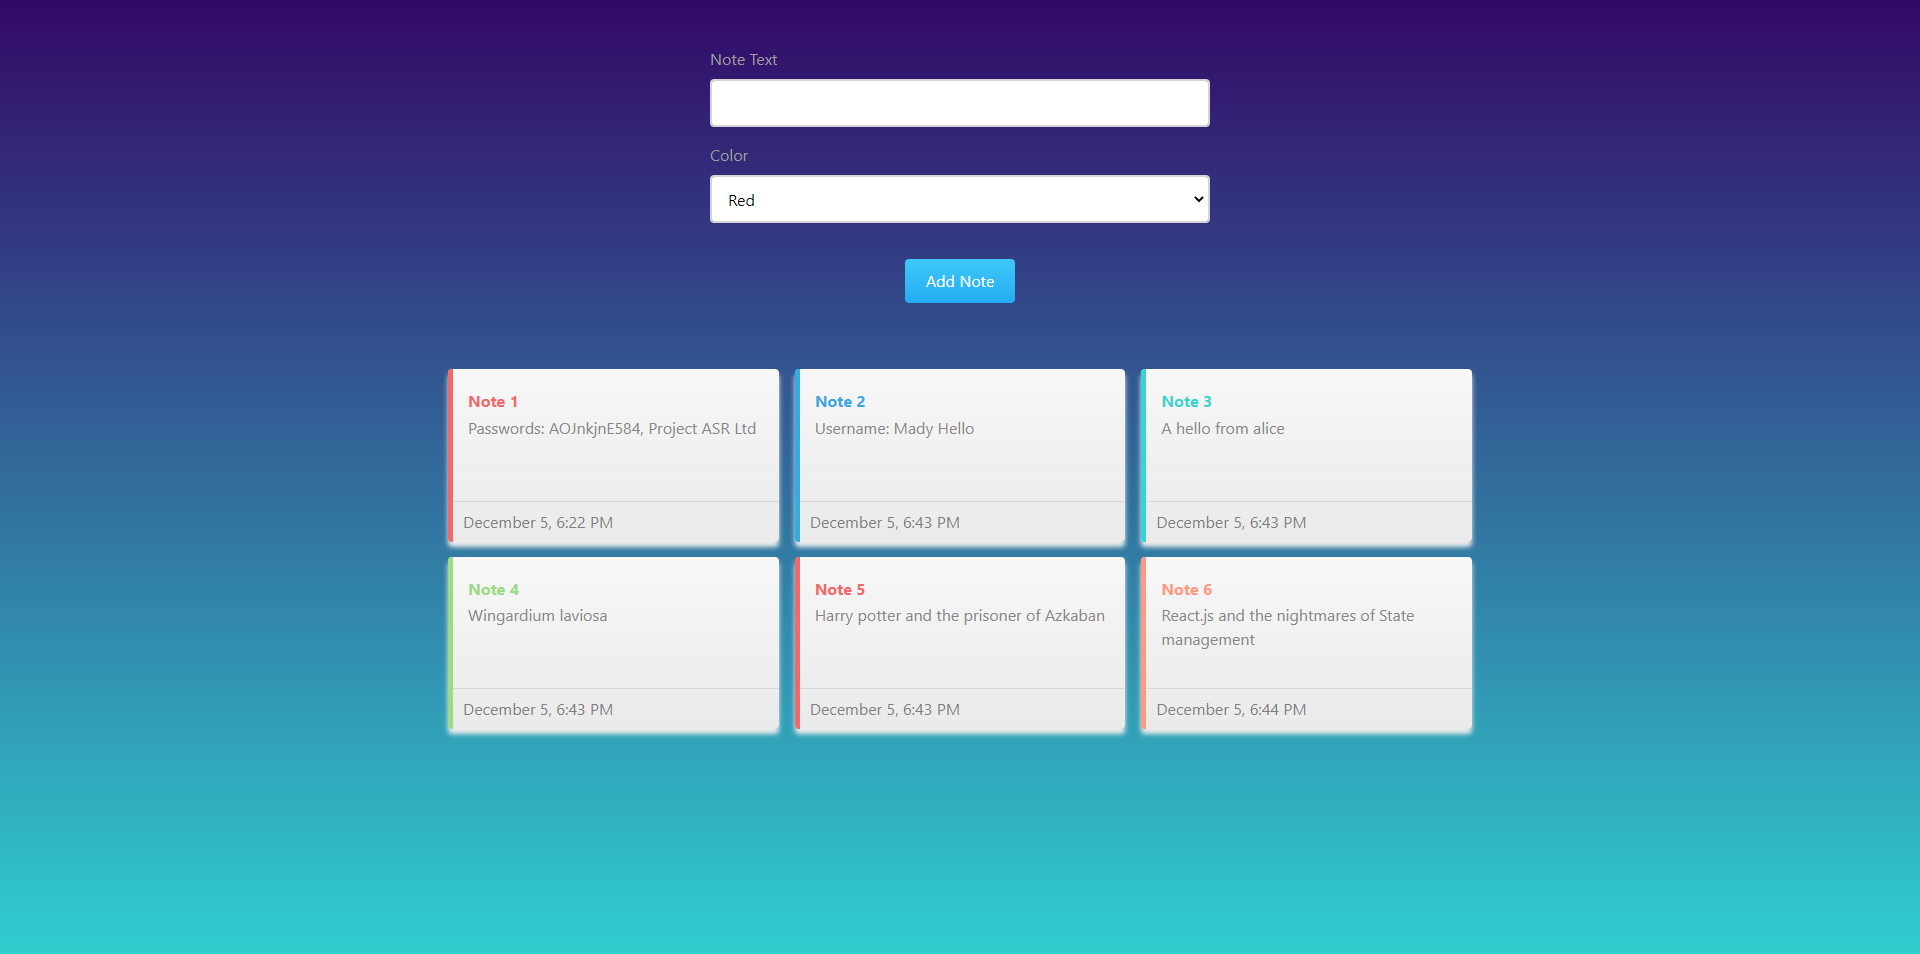 Note Text
Color
Red
Add Note
Note 1
Passwords: AOJnkjnE584, Project ASR Ltd
December 5, 6:22 PM
Note 2
Username: Mady Hello
December 5, 6:43 PM
Note 3
A hello from alice
December 5, 6:43 PM
Note 4
Wingardium laviosa
December 5, 6:43 PM
Note 5
Harry potter and the prisoner of Azkaban
December 5, 6:43 PM
Note 6
React.js and the nightmares of State
management
December 5, 6:44 PM